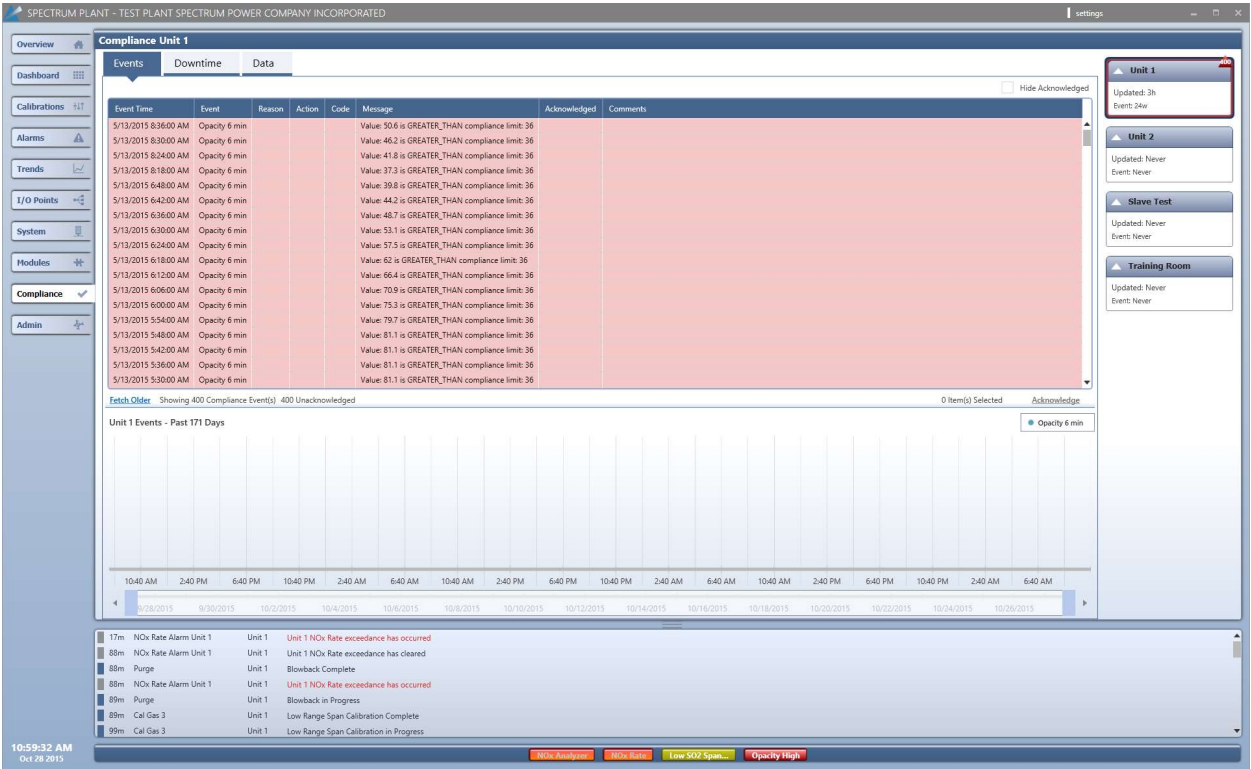 SPECTRUM PLANT - TEST PLANT SPECTRUM POWER COMPANY INCORPORATED settings
Overview
Dashboard
Calibrations
Alarms
Trends
I/O Points
System
Modules
Compliance
Admin
Compliance Unit 1
Events Downtime Data
Hide Acknowledged
Event Time Event Reason Action Code Message Acknowledged Comments
5/13/2015 8:36:00 AM Opacity 6 min Value: 50.6 is GREATER_THAN compliance limit: 36
5/13/2015 8:30:00 AM Opacity 6 min Value: 46.2 is GREATER_THAN compliance limit: 36
5/13/2015 8:24:00 AM Opacity 6 min Value: 41.8 is GREATER_THAN compliance limit: 36
5/13/2015 8:18:00 AM Opacity 6 min Value: 37.3 is GREATER_THAN compliance limit: 36
5/13/2015 6:48:00 AM Opacity 6 min Value: 39.8 is GREATER_THAN compliance limit: 36
5/13/2015 6:42:00 AM Opacity 6 min Value: 44.2 is GREATER_THAN compliance limit: 36
5/13/2015 6:36:00 AM Opacity 6 min Value: 48.7 is GREATER_THAN compliance limit: 36
5/13/2015 6:30:00 AM Opacity 6 min Value: 53.1 is GREATER_THAN compliance limit: 36
5/13/2015 6:24:00 AM Opacity 6 min Value: 57.5 is GREATER_THAN compliance limit: 36
5/13/2015 6:18:00 AM Opacity 6 min Value: 62 is GREATER_THAN compliance limit: 36
5/13/2015 6:12:00 AM Opacity 6 min Value: 66.4 is GREATER_THAN compliance limit: 36
5/13/2015 6:06:00 AM Opacity 6 min Value: 70.9 is GREATER_THAN compliance limit: 36
5/13/2015 6:00:00 AM Opacity 6 min Value: 75.3 is GREATER_THAN compliance limit: 36
5/13/2015 5:54:00 AM Opacity 6 min Value: 79.7 is GREATER_THAN compliance limit: 36
5/13/2015 5:48:00 AM Opacity 6 min Value: 81.1 is GREATER_THAN compliance limit: 36
5/13/2015 5:42:00 AM Opacity 6 min Value: 81.1 is GREATER_THAN compliance limit: 36
5/13/2015 5:36:00 AM Opacity 6 min Value: 81.1 is GREATER_THAN compliance limit: 36
5/13/2015 5:30:00 AM Opacity 6 min Value: 81.1 is GREATER_THAN compliance limit: 36
Fetch Older Showing 400 Compliance Event(s) 400 Unacknowledged 0 Item(s) Selected Acknowledge
Unit 1 Events - Past 171 Days Opacity 6 min
10:40 AM 2:40 PM 6:40 PM 10:40 PM 2:40 AM 6:40 AM 10:40 AM 2:40 PM 6:40 PM 10:40 PM 2:40 AM 6:40 AM 10:40 AM 2:40 PM 6:40 PM 10:40 PM 2:40 AM 6:40 AM
9/28/2015 9/30/2015 10/2/2015 10/4/2015 10/6/2015 10/8/2015 10/10/2015 10/12/2015 10/14/2015 10/16/2015 10/18/2015 10/20/2015 10/22/2015 10/24/2015 10/26/2015
400
Unit 1
Updated: 3h
Event: 24w
Unit 2
Updated: Never
Event: Never
Slave Test
Updated: Never
Event: Never
Training Room
Updated: Never
Event: Never
17m NOx Rate Alarm Unit 1 Unit 1 Unit 1 NOx Rate exceedance has occurred
88m NOx Rate Alarm Unit 1 Unit 1 Unit 1 NOx Rate exceedance has cleared
88m Purge Unit 1 Blowback Complete
88m NOx Rate Alarm Unit 1 Unit 1 Unit 1 NOx Rate exceedance has occurred
89m Purge Unit 1 Blowback in Progress
89m Cal Gas 3 Unit 1 Low Range Span Calibration Complete
99m Cal Gas 3 Unit 1 Low Range Span Calibration in Progress
10:59:32 AM
Oct 28 2015
NOx Analyzer NOx Rate Low SO2 Span... Opacity High